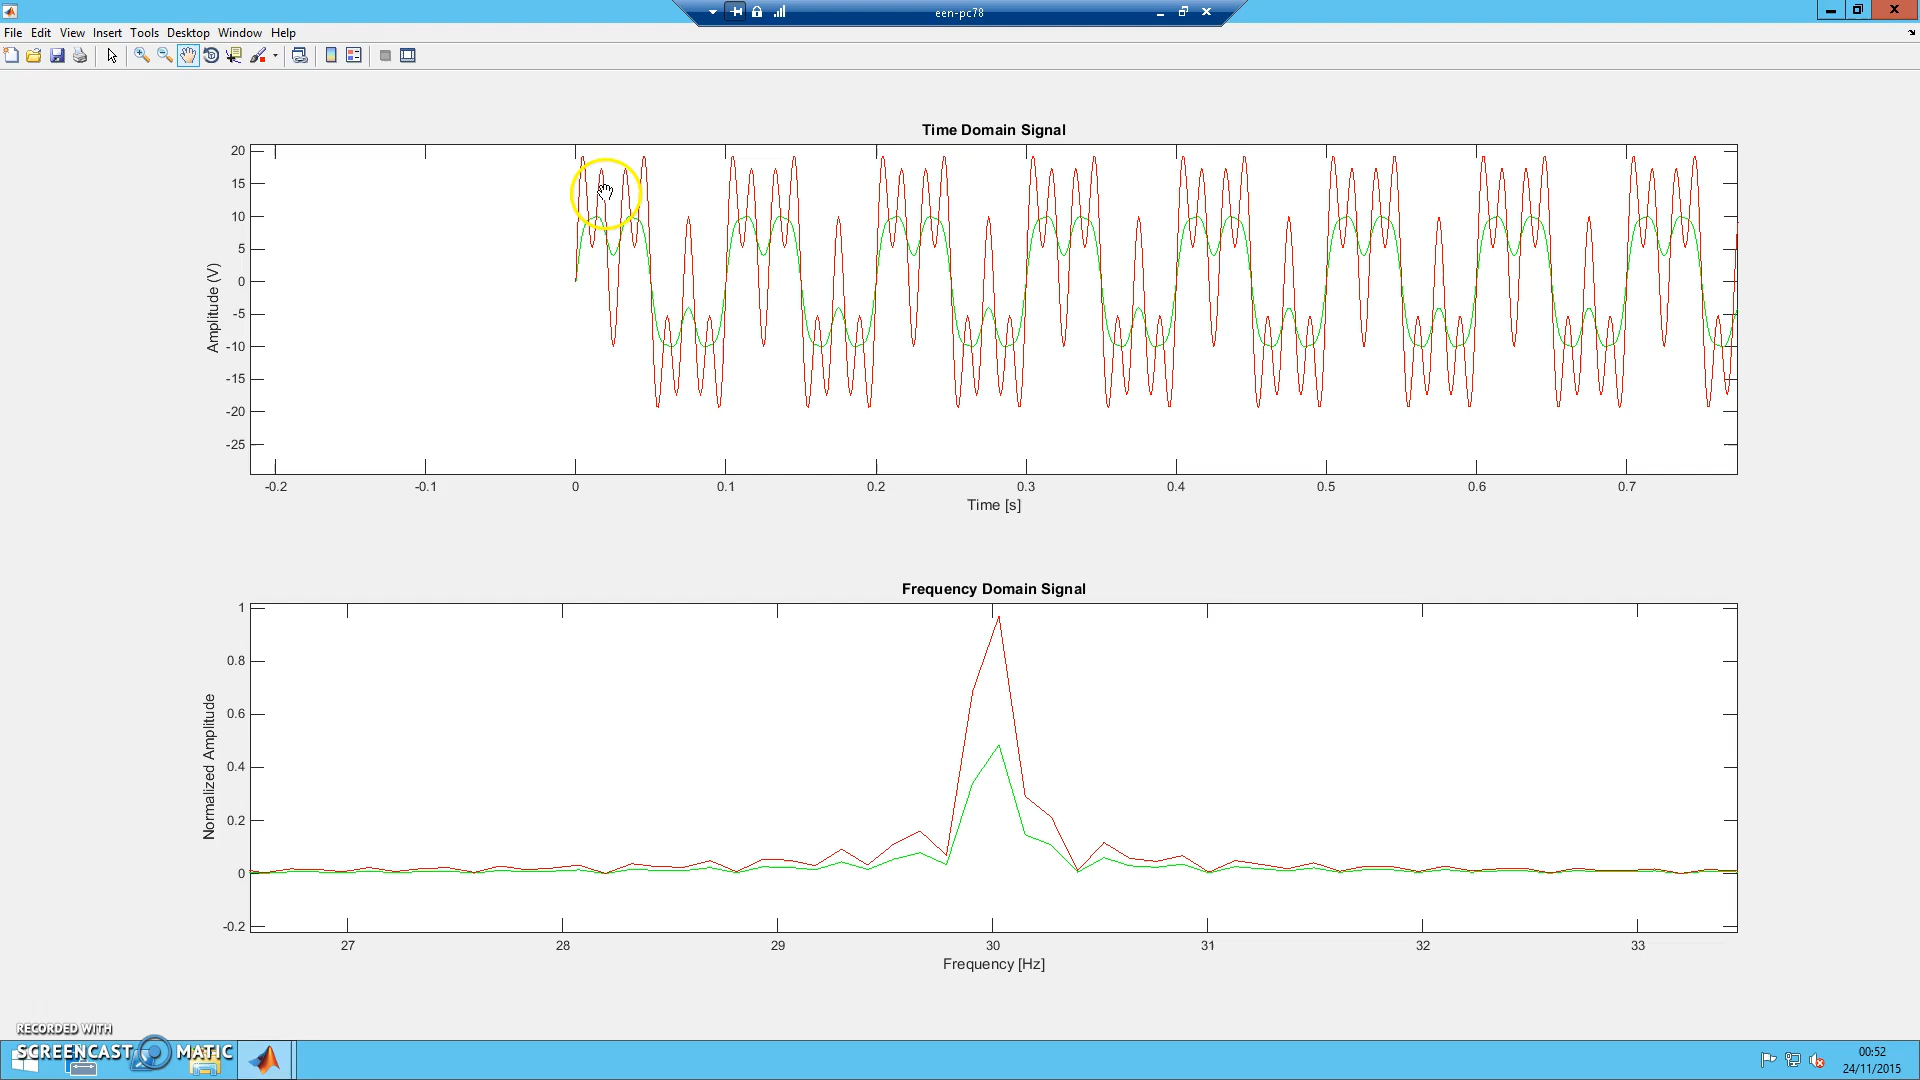 een-pc78
File Edit View Insert Tools Desktop Window Help
Time Domain Signal
20
15
10
5
0
-5
-10
-15
-20
-25
Amplitude (V)
-0.2 -0.1 0 0.1 0.2 0.3 0.4 0.5 0.6 0.7
Time [s]
Frequency Domain Signal
1
0.8
0.6
0.4
0.2
0
-0.2
Normalized Amplitude
27 28 29 30 31 32 33
Frequency [Hz]
RECORDED WITH
SCREENCAST MATIC
00:52
24/11/2015